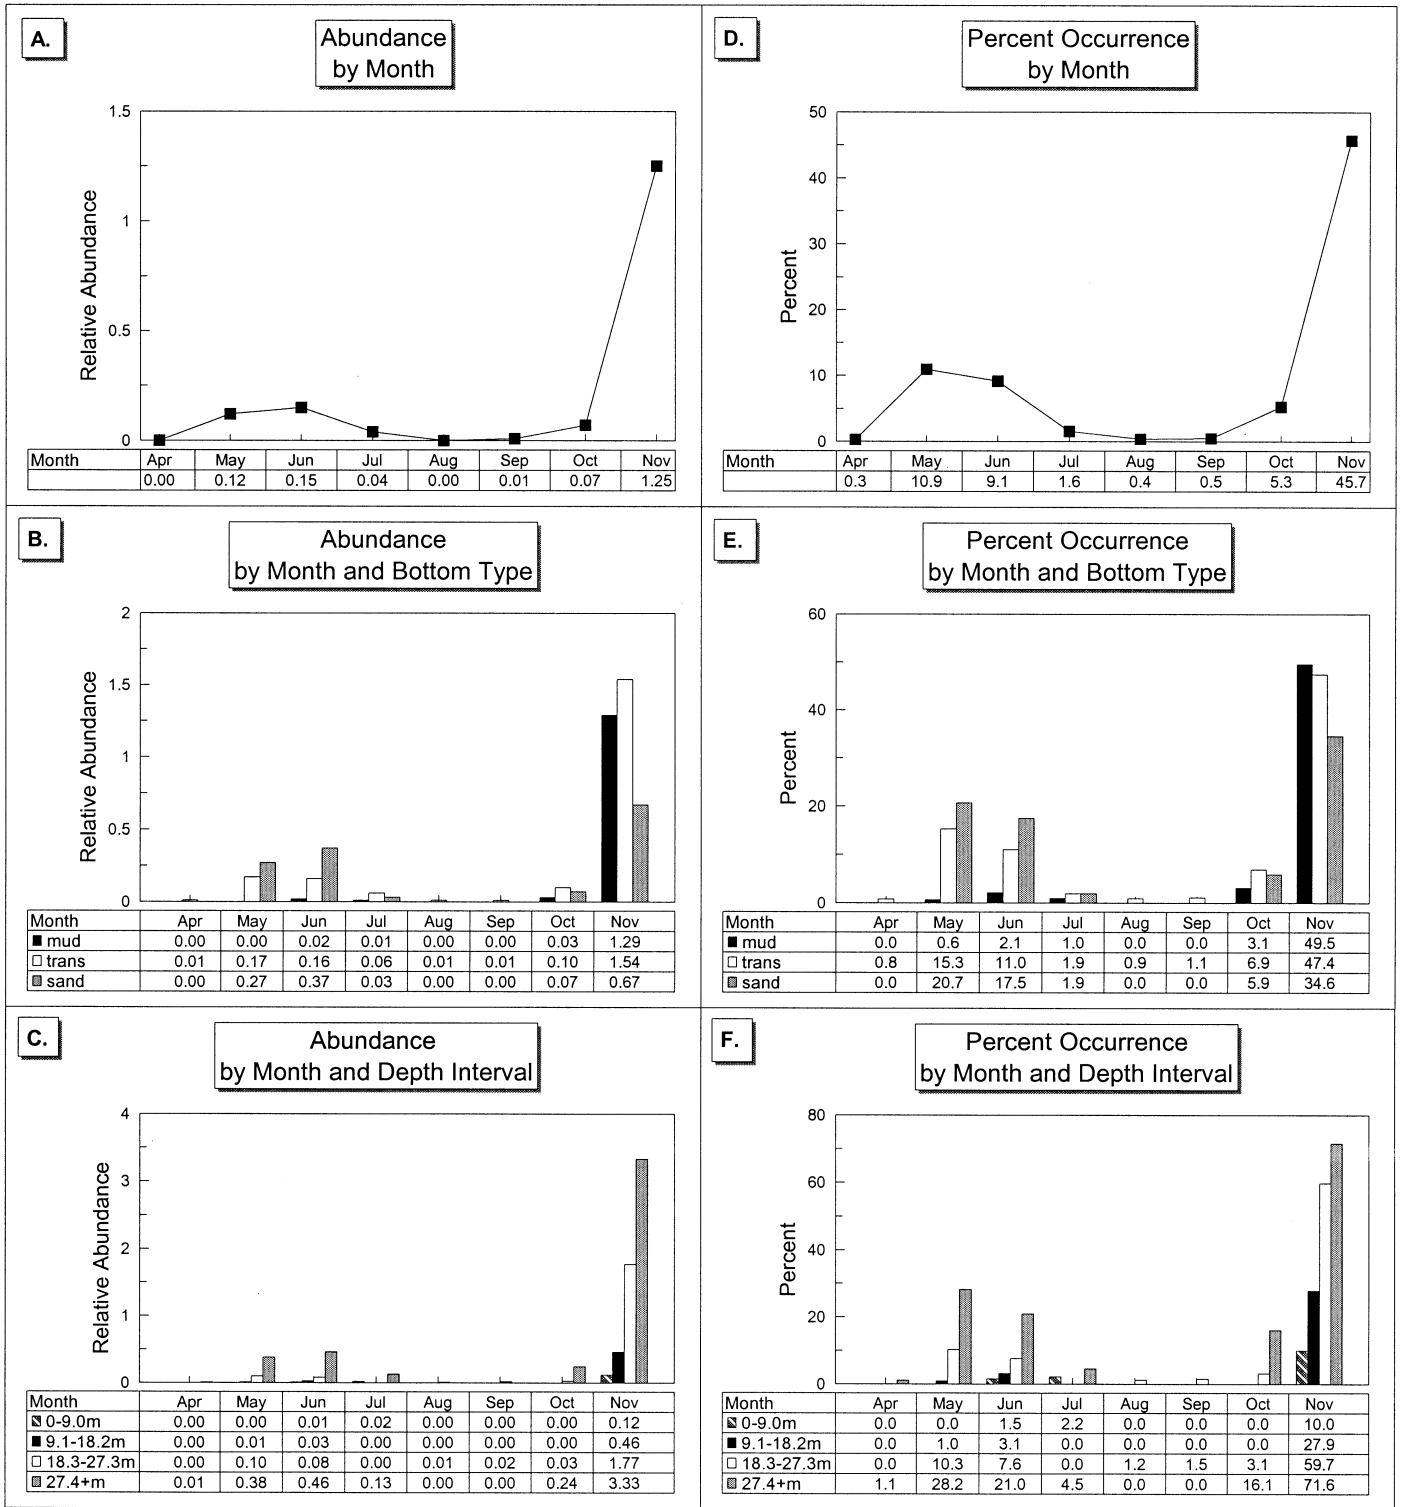 A.
Abundance
by Month
Relative Abundance
1.5
1
0.5
0
Month Apr May Jun Jul Aug Sep Oct Nov
0.00 0.12 0.15 0.04 0.00 0.01 0.07 1.25
D.
Percent Occurrence
by Month
Percent
50
40
30
20
10
0
Month Apr May Jun Jul Aug Sep Oct Nov
0.3 10.9 9.1 1.6 0.4 0.5 5.3 45.7
B.
Abundance
by Month and Bottom Type
Relative Abundance
2
1.5
1
0.5
0
Month Apr May Jun Jul Aug Sep Oct Nov
mud 0.00 0.00 0.02 0.01 0.00 0.00 0.03 1.29
trans 0.01 0.17 0.16 0.06 0.01 0.01 0.10 1.54
sand 0.00 0.27 0.37 0.03 0.00 0.00 0.07 0.67
E.
Percent Occurrence
by Month and Bottom Type
Percent
60
40
20
0
Month Apr May Jun Jul Aug Sep Oct Nov
mud 0.0 0.6 2.1 1.0 0.0 0.0 3.1 49.5
trans 0.8 15.3 11.0 1.9 0.9 1.1 6.9 47.4
sand 0.0 20.7 17.5 1.9 0.0 0.0 5.9 34.6
C.
Abundance
by Month and Depth Interval
Relative Abundance
4
3
2
1
0
Month Apr May Jun Jul Aug Sep Oct Nov
0-9.0m 0.00 0.00 0.01 0.02 0.00 0.00 0.00 0.12
9.1-18.2m 0.00 0.01 0.03 0.00 0.00 0.00 0.00 0.46
18.3-27.3m 0.00 0.10 0.08 0.00 0.01 0.02 0.03 1.77
27.4+m 0.01 0.38 0.46 0.13 0.00 0.00 0.24 3.33
F.
Percent Occurrence
by Month and Depth Interval
Percent
80
60
40
20
0
Month Apr May Jun Jul Aug Sep Oct Nov
0-9.0m 0.0 0.0 1.5 2.2 0.0 0.0 0.0 10.0
9.1-18.2m 0.0 1.0 3.1 0.0 0.0 0.0 0.0 27.9
18.3-27.3m 0.0 10.3 7.6 0.0 1.2 1.5 3.1 59.7
27.4+m 1.1 28.2 21.0 4.5 0.0 0.0 16.1 71.6